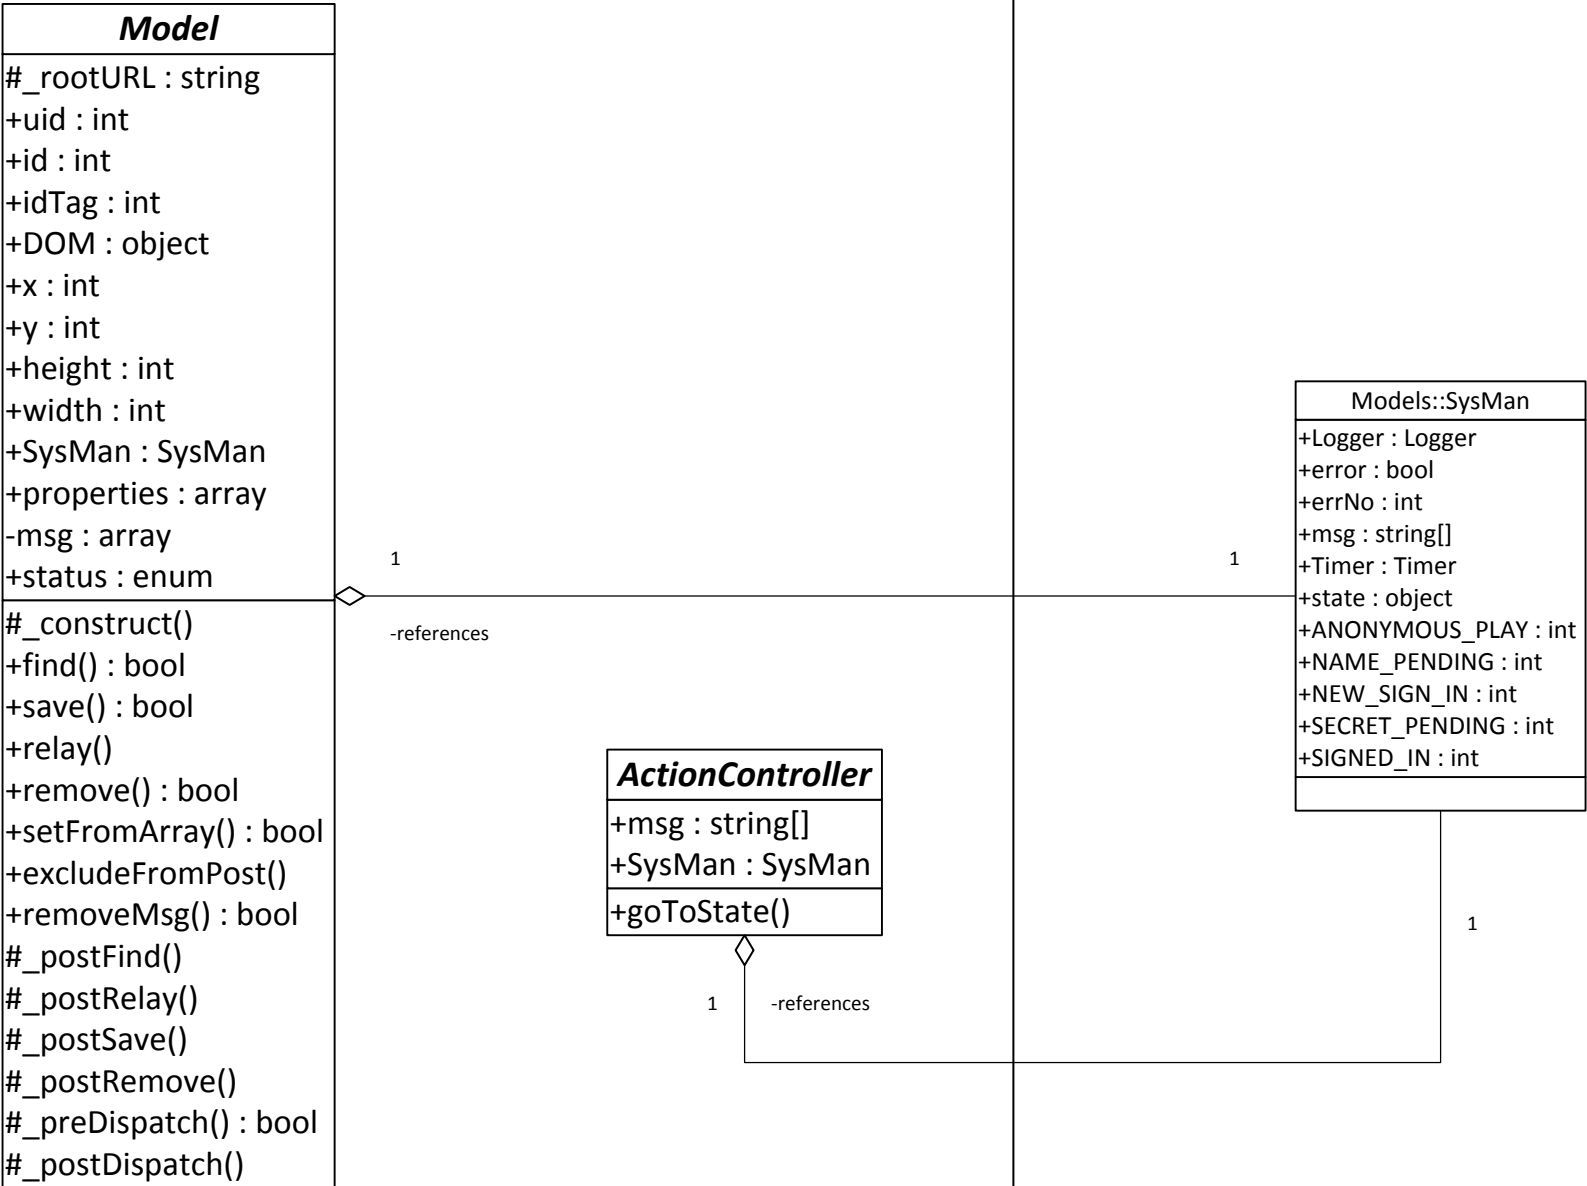 Model
#_rootURL : string
+uid : int
+id : int
+idTag : int
+DOM : object
+x : int
+y : int
+height : int
+width : int
+SysMan : SysMan
+properties : array
-msg : array
+status : enum
#_construct()
+find() : bool
+save() : bool
+relay()
+remove() : bool
+setFromArray() : bool
+excludeFromPost()
+removeMsg() : bool
#_postFind()
#_postRelay()
#_postSave()
#_postRemove()
#_preDispatch() : bool
#_postDispatch()
1
-references
1
ActionController
+msg : string[]
+SysMan : SysMan
+goToState()
1
-references
Models::SysMan
+Logger : Logger
+error : bool
+errNo : int
+msg : string[]
+Timer : Timer
+state : object
+ANONYMOUS_PLAY : int
+NAME_PENDING : int
+NEW_SIGN_IN : int
+SECRET_PENDING : int
+SIGNED_IN : int
1